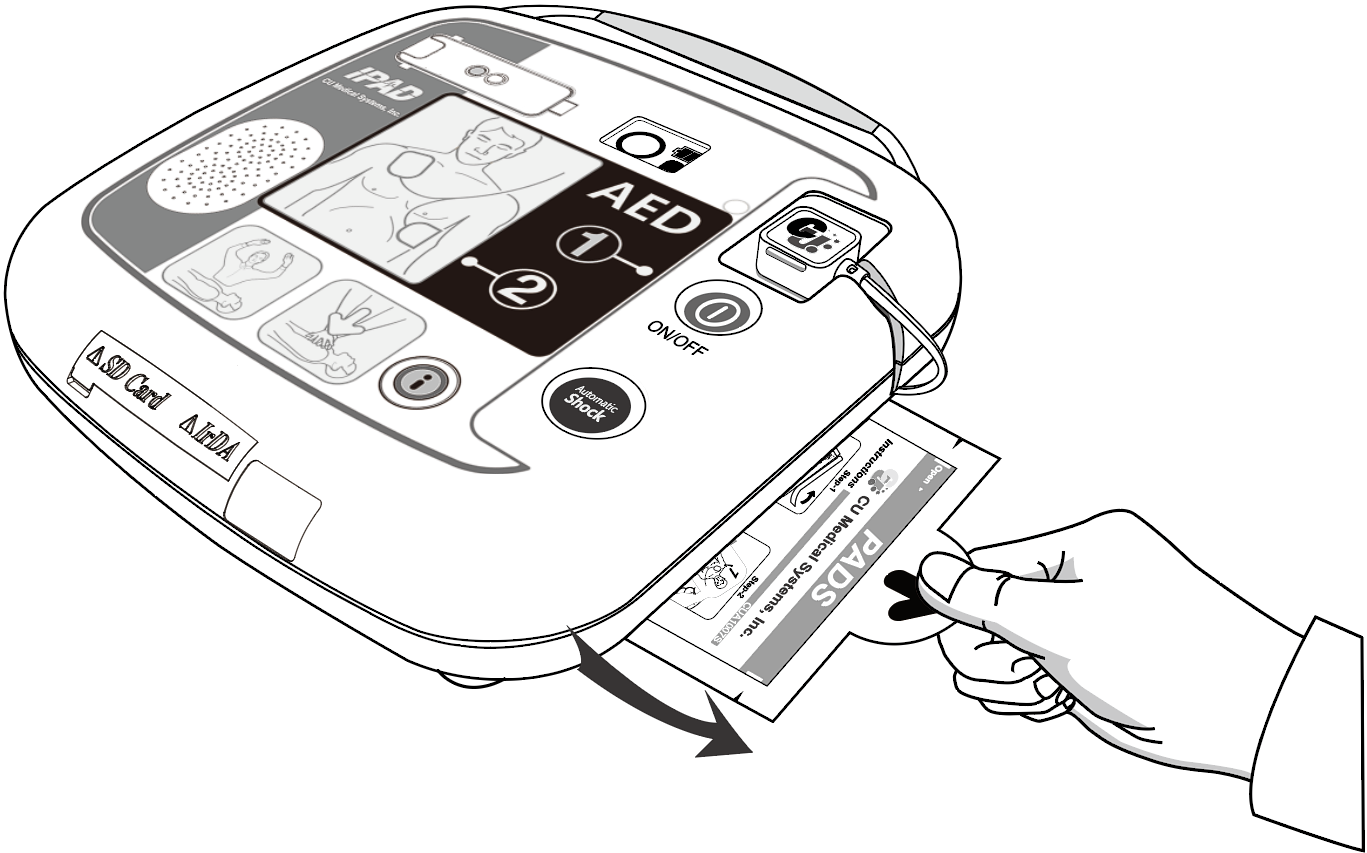 iPAD
CU Medical Systems, Inc.
AED
1
2
ON/OFF
i
Automatic
Shock
SD Card
IrDA
Open
Instructions
Step-1
CU Medical Systems, Inc.
PADS
Step-2
CUA1007S